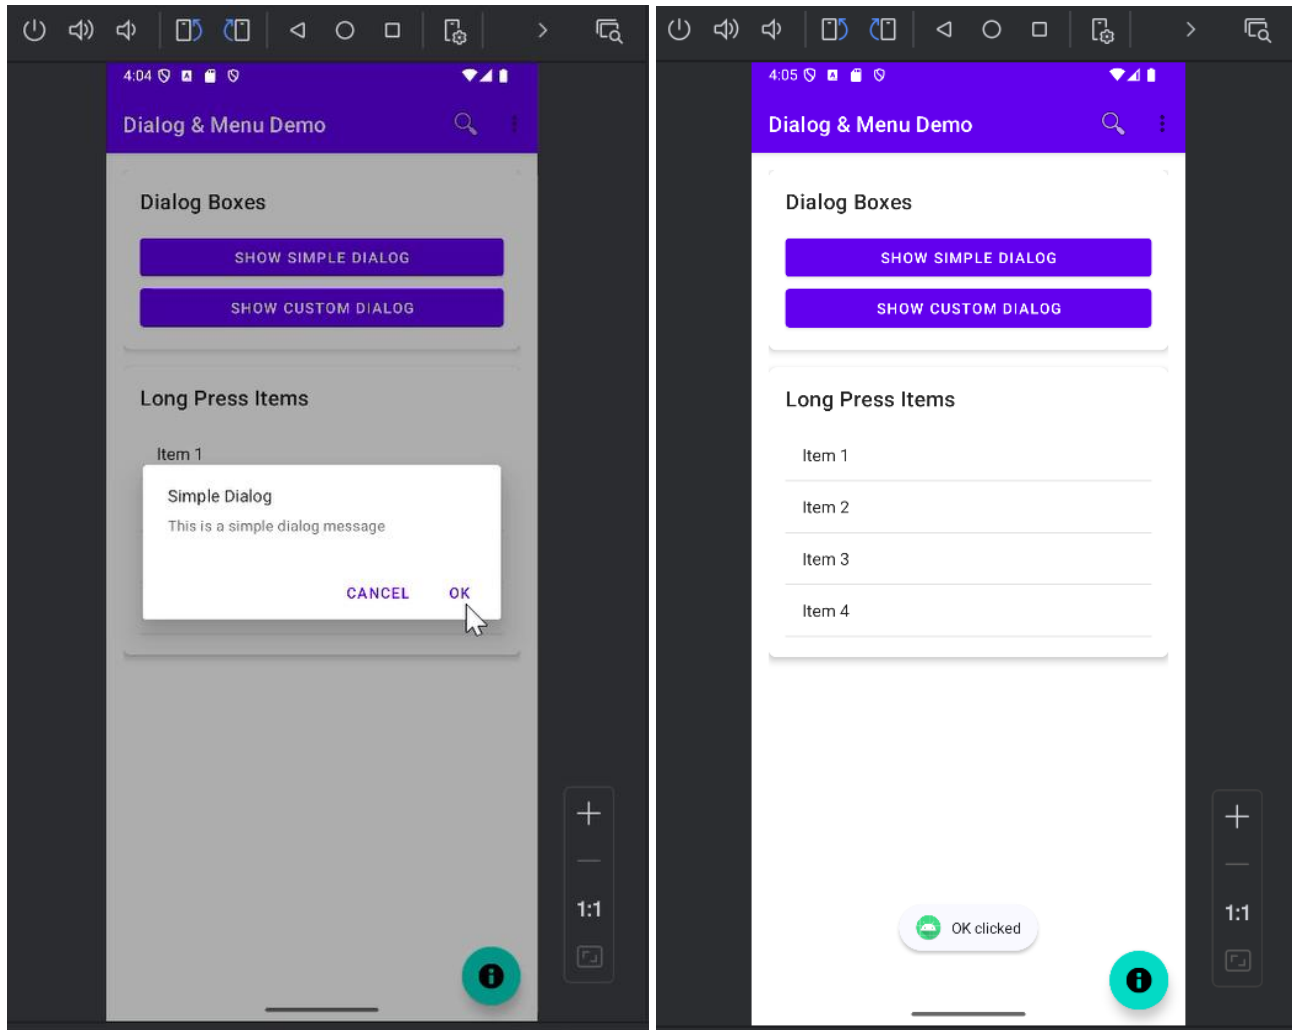 4:04
Dialog & Menu Demo
Dialog Boxes
SHOW SIMPLE DIALOG
SHOW CUSTOM DIALOG
Long Press Items
Item 1
Simple Dialog
This is a simple dialog message
CANCEL OK
1:1
4:05
Dialog & Menu Demo
Dialog Boxes
SHOW SIMPLE DIALOG
SHOW CUSTOM DIALOG
Long Press Items
Item 1
Item 2
Item 3
Item 4
OK clicked
1:1